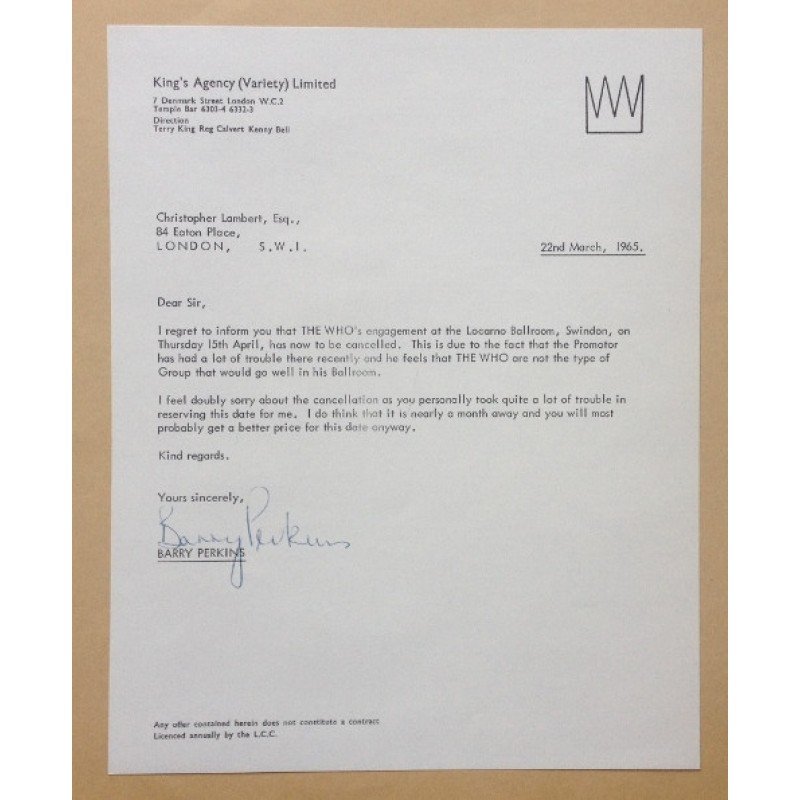 King's Agency (Variety) Limited
7 Denmark Street London W.C.2
Temple Bar 6303-4 6332-3
Direction
Terry King Reg Calvert Kenny Bell
Christopher Lambert, Esq.,
84 Eaton Place,
LONDON, S.W.1.
22nd March, 1965.
Dear Sir,
I regret to inform you that THE WHO's engagement at the Locarno Ballroom, Swindon, on
Thursday 15th April, has now to be cancelled. This is due to the fact that the Promotor
has had a lot of trouble there recently and he feels that THE WHO are not the type of
Group that would go well in his Ballroom.
I feel doubly sorry about the cancellation as you personally took quite a lot of trouble in
reserving this date for me. I do think that it is nearly a month away and you will most
probably get a better price for this date anyway.
Kind regards.
Yours sincerely,
Barry Perkins
BARRY PERKINS
Any offer contained herein does not constitute a contract
Licenced annually by the L.C.C.